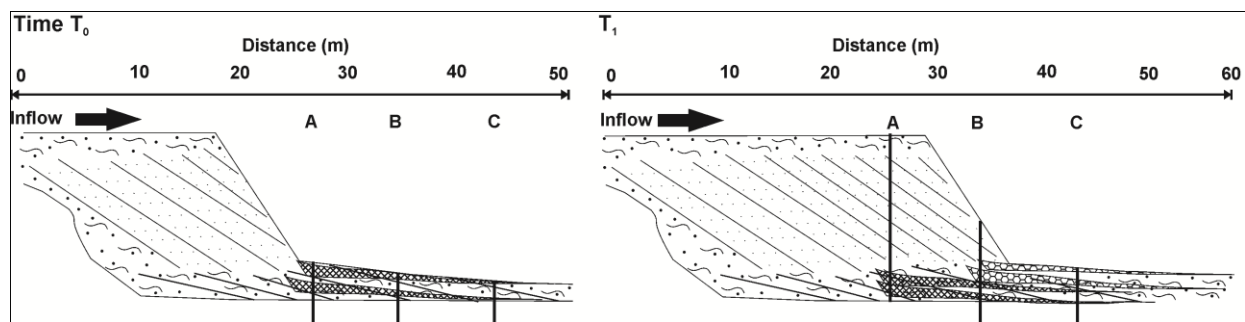 Time T₀
Distance (m)
0 10 20 30 40 50
Inflow A B C
T₁
Distance (m)
0 10 20 30 40 50 60
Inflow A B C